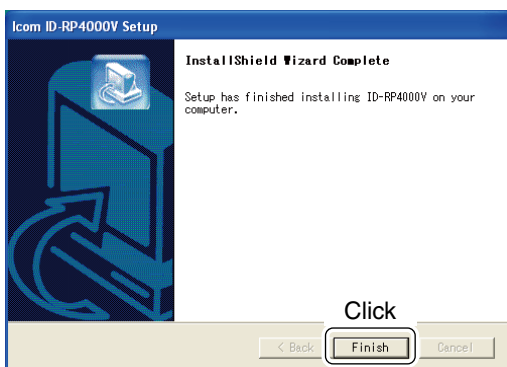 Icom ID-RP4000V Setup
InstallShield Wizard Complete
Setup has finished installing ID-RP4000V on your
computer.
Click
< Back
Finish
Cancel